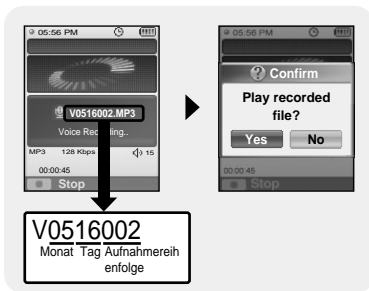 05:56 PM
V0516002.MP3
Voice Recording..
MP3 128 Kbps 15
00:00:45
Stop
V0516002
Monat Tag Aufnahmereih
enfolge
05:56 PM
Confirm
Play recorded
file?
Yes No
00:00:45
Stop